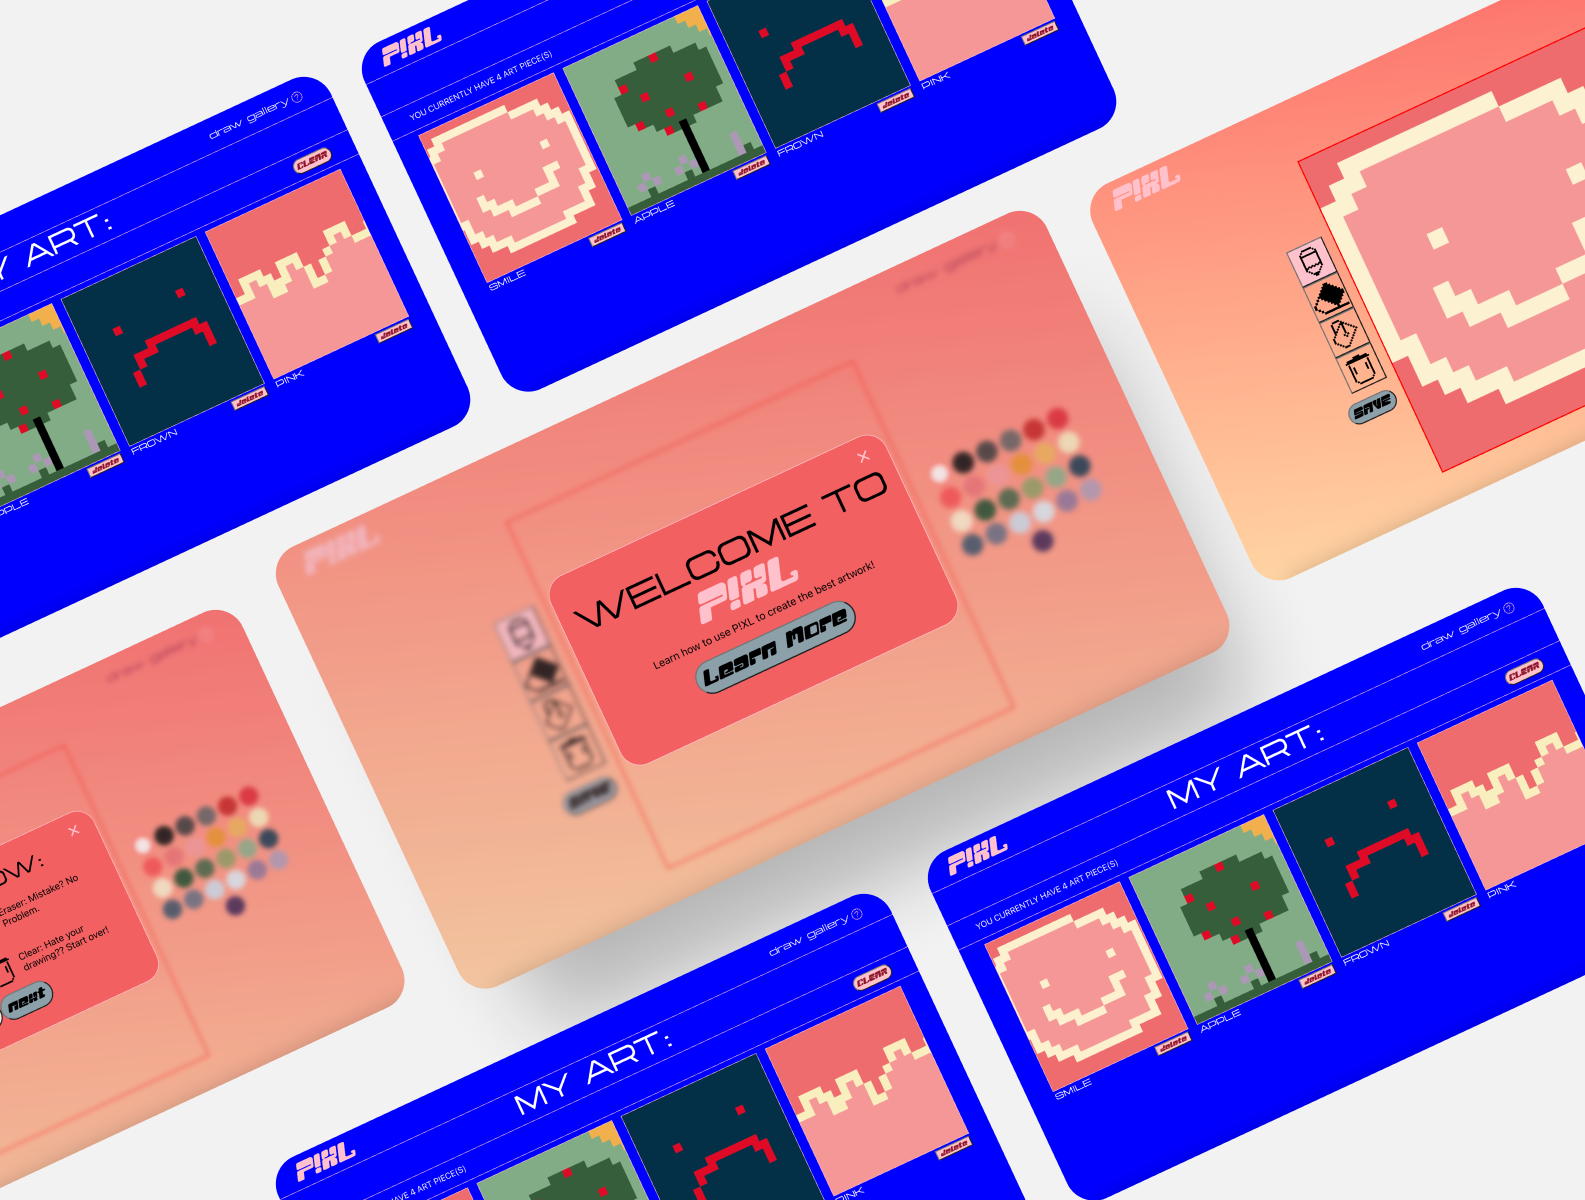 P!XL
YOU CURRENTLY HAVE 4 ART PIECE(S)
SMILE
delete
APPLE
delete
FROWN
delete
PINK
delete
draw gallery ?
CLEAR
Y ART:
PPLE
delete
FROWN
delete
PINK
delete
P!XL
SAVE
P!XL
draw gallery
×
WELCOME TO
P!XL
Learn how to use P!XL to create the best artwork!
Learn More
SAVE
draw gallery
×
OW:
Eraser: Mistake? No
Problem.
Clear: Hate your
drawing?? Start over!
next
draw gallery ?
CLEAR
MY ART:
P!XL
YOU CURRENTLY HAVE 4 ART PIECE(S)
SMILE
delete
APPLE
delete
FROWN
delete
PINK
draw gallery ?
CLEAR
MY ART:
P!XL
HAVE 4 ART PIECE(S)
delete
PINK